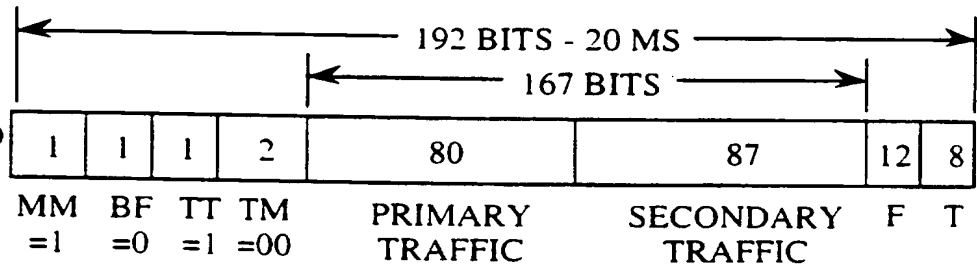 192 BITS - 20 MS
167 BITS
1 1 1 2 80 87 12 8
MM BF TT TM PRIMARY SECONDARY F T
=1 =0 =1 =00 TRAFFIC TRAFFIC